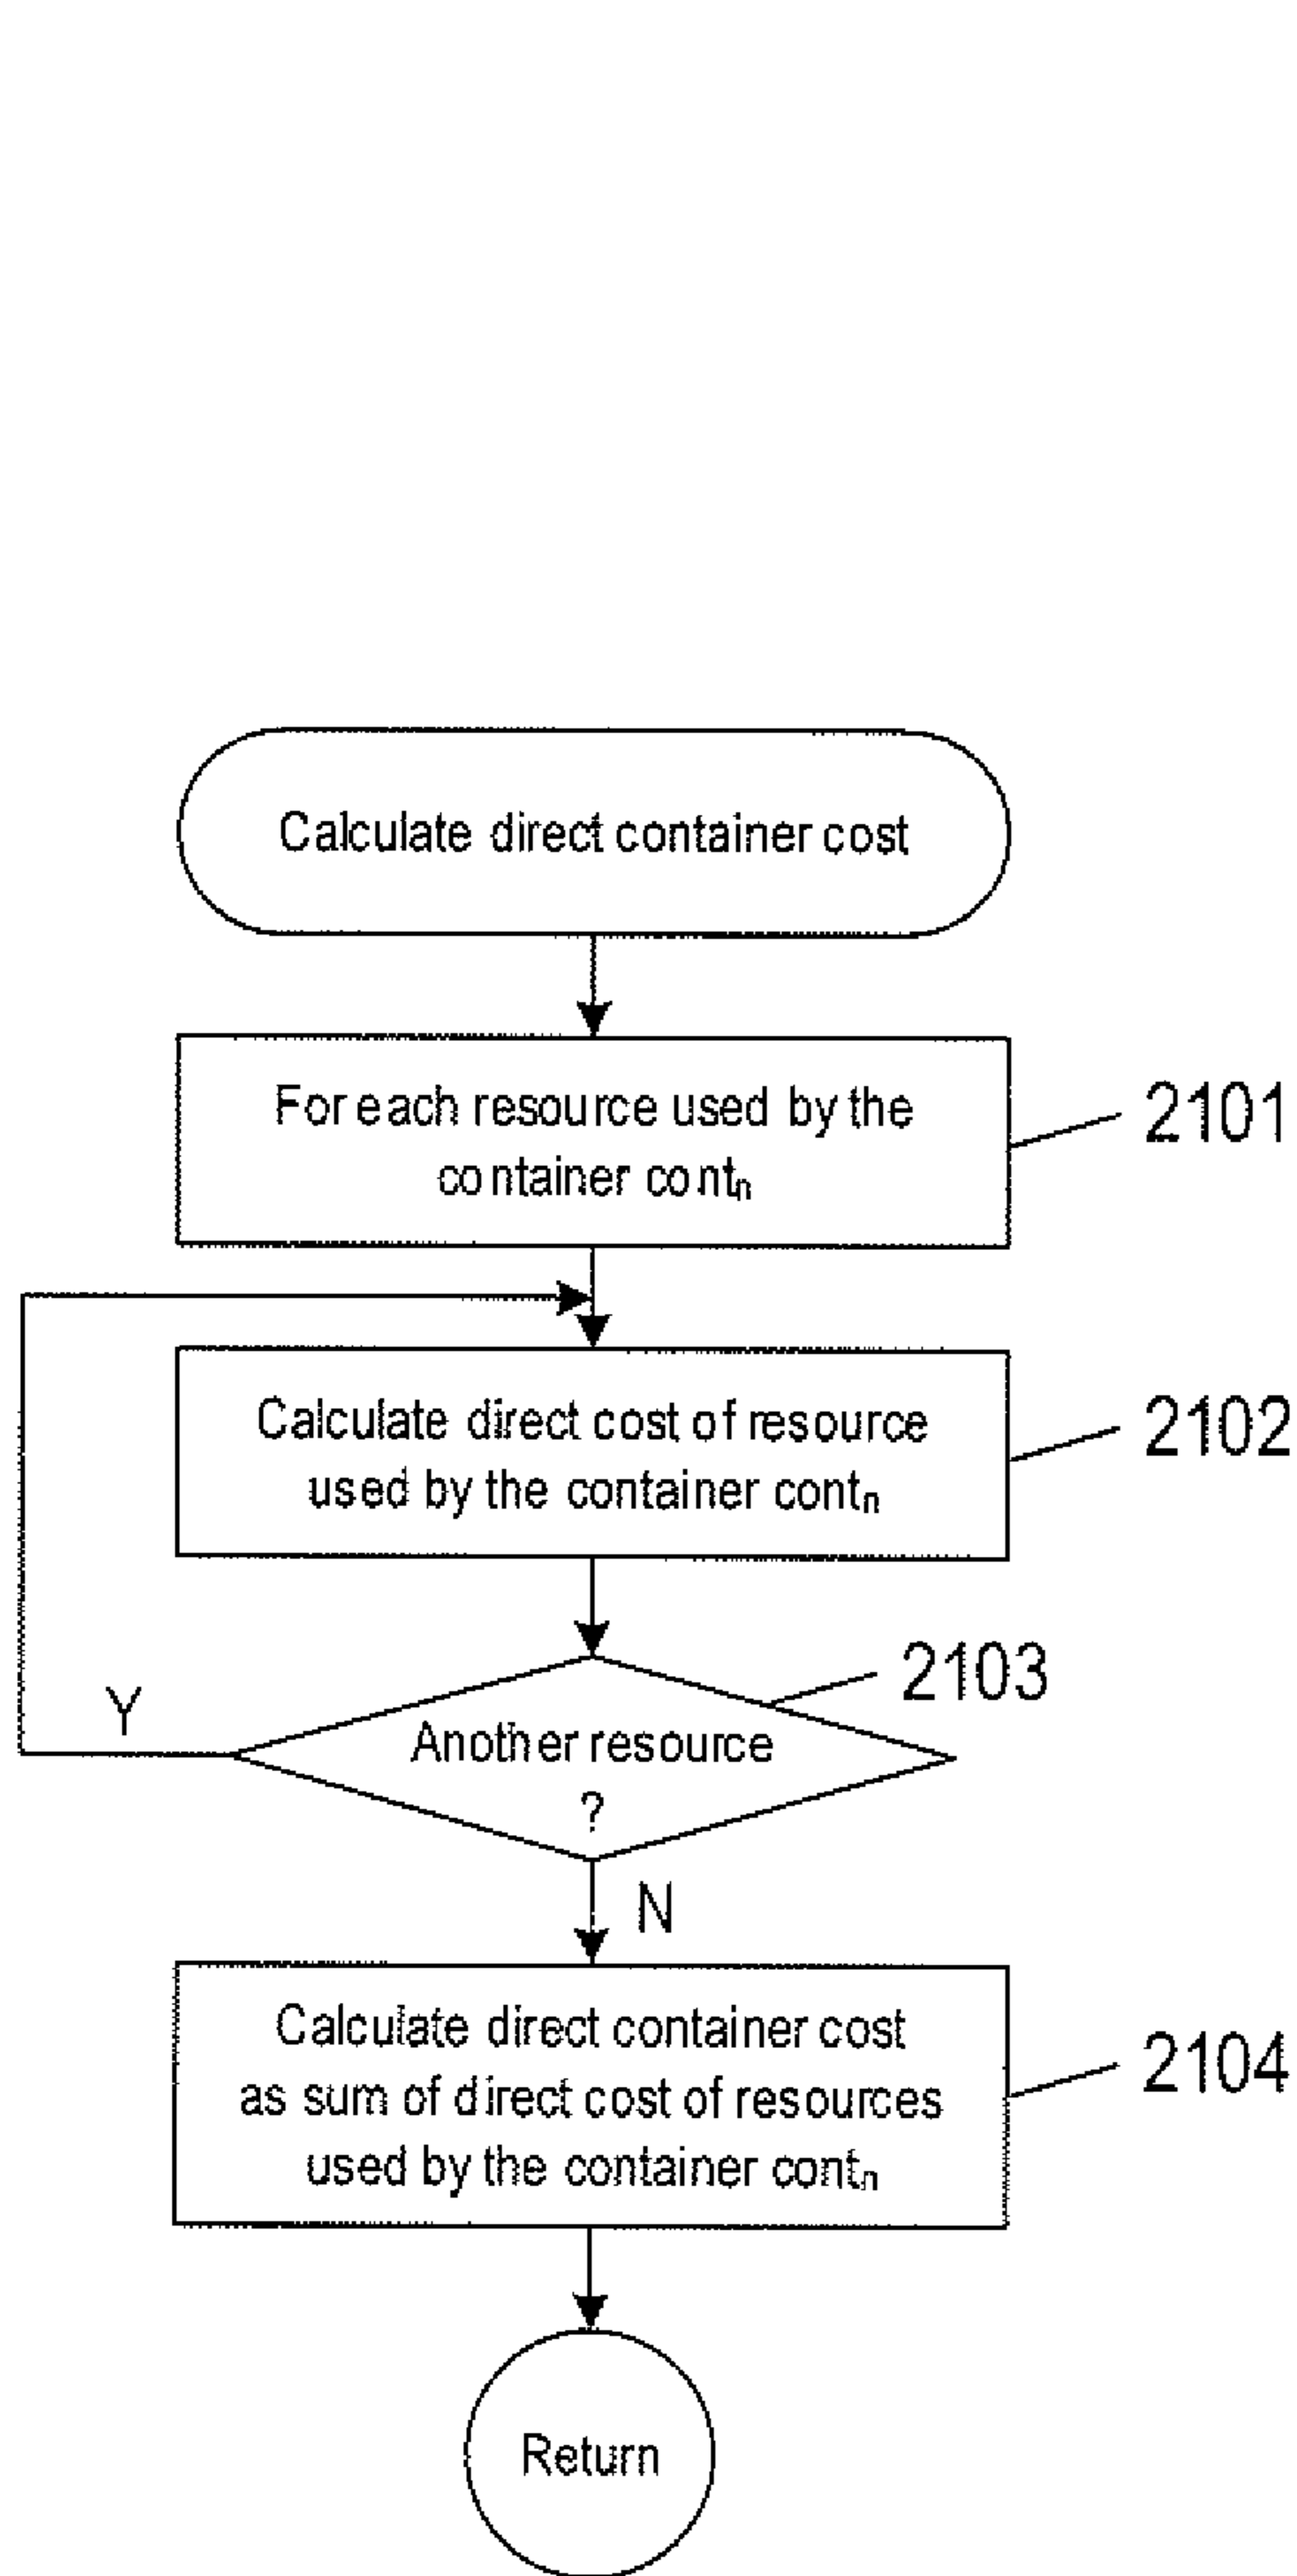 Calculate direct container cost
For each resource used by the
container contₙ
2101
Calculate direct cost of resource
used by the container contₙ
2102
2103
Y
Another resource
?
N
Calculate direct container cost
as sum of direct cost of resources
used by the container contₙ
2104
Return